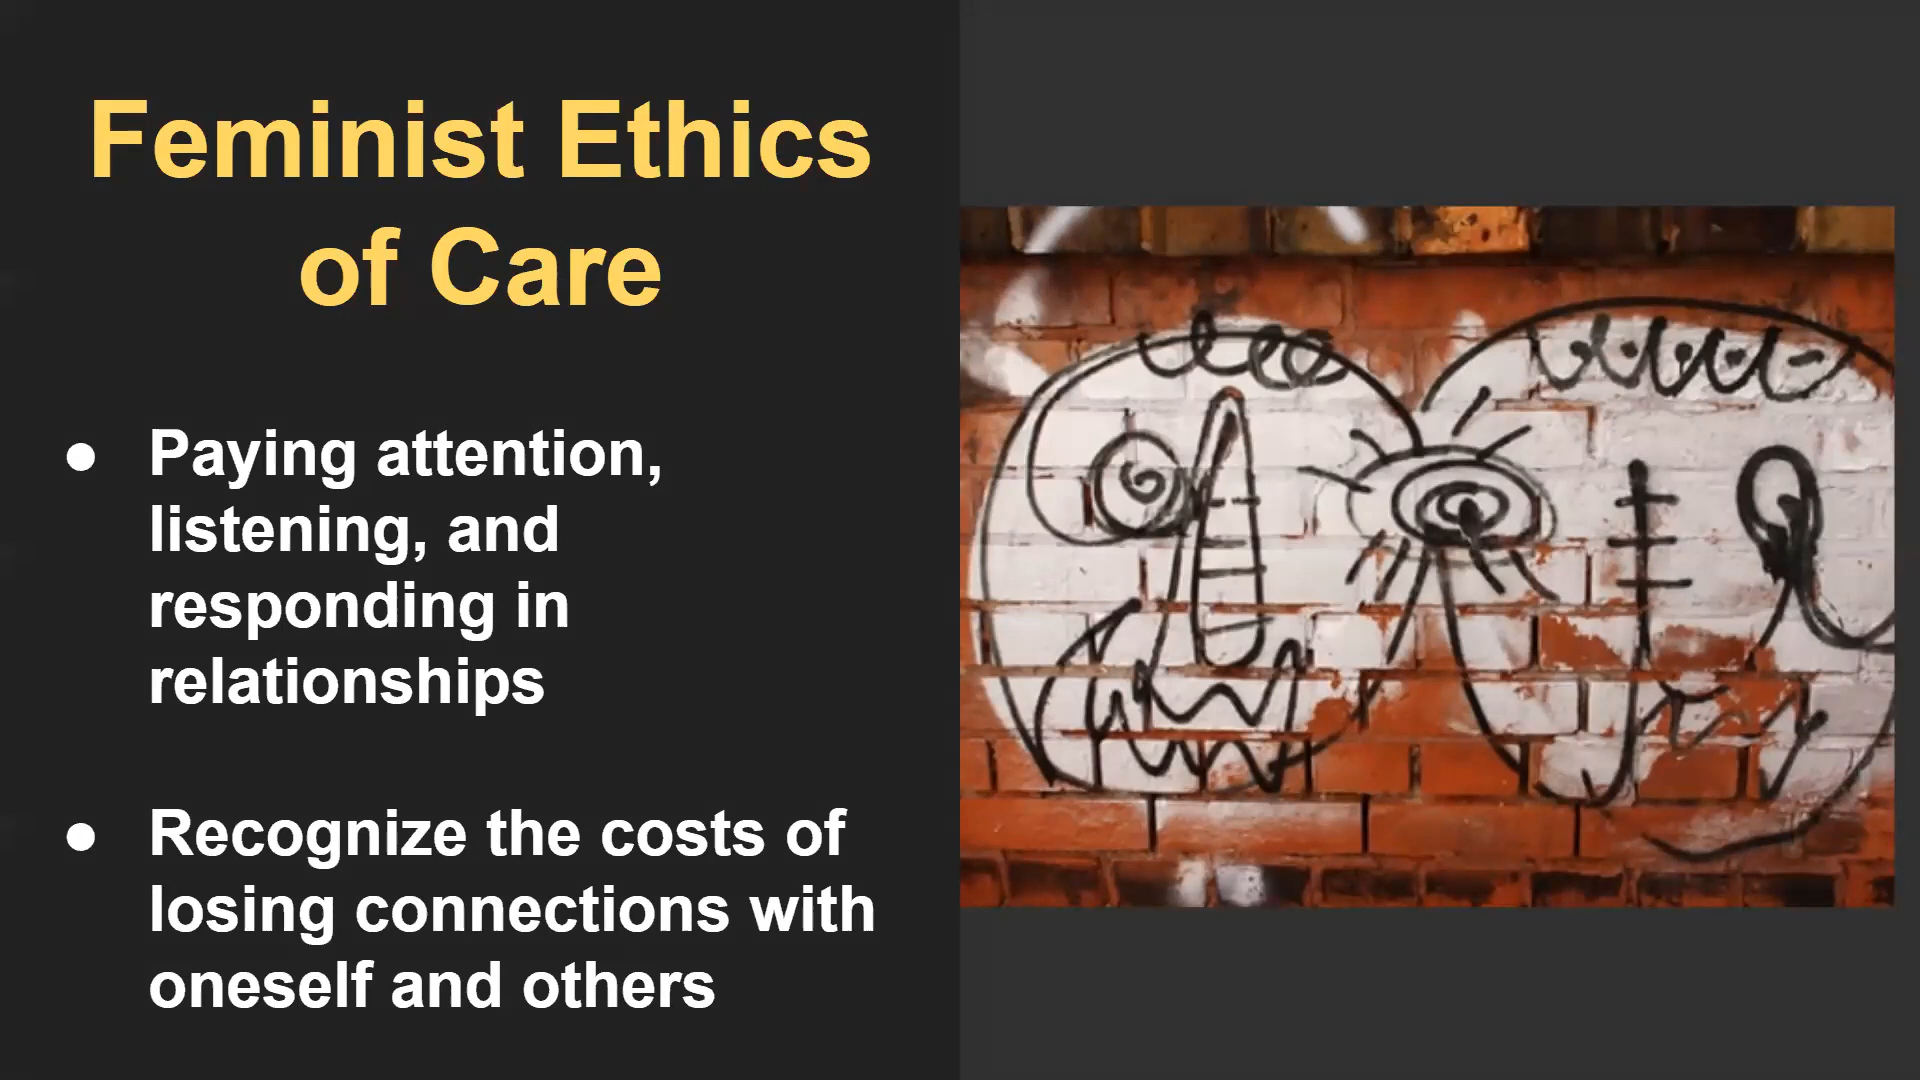 Feminist Ethics
of Care
● Paying attention,
listening, and
responding in
relationships
● Recognize the costs of
losing connections with
oneself and others